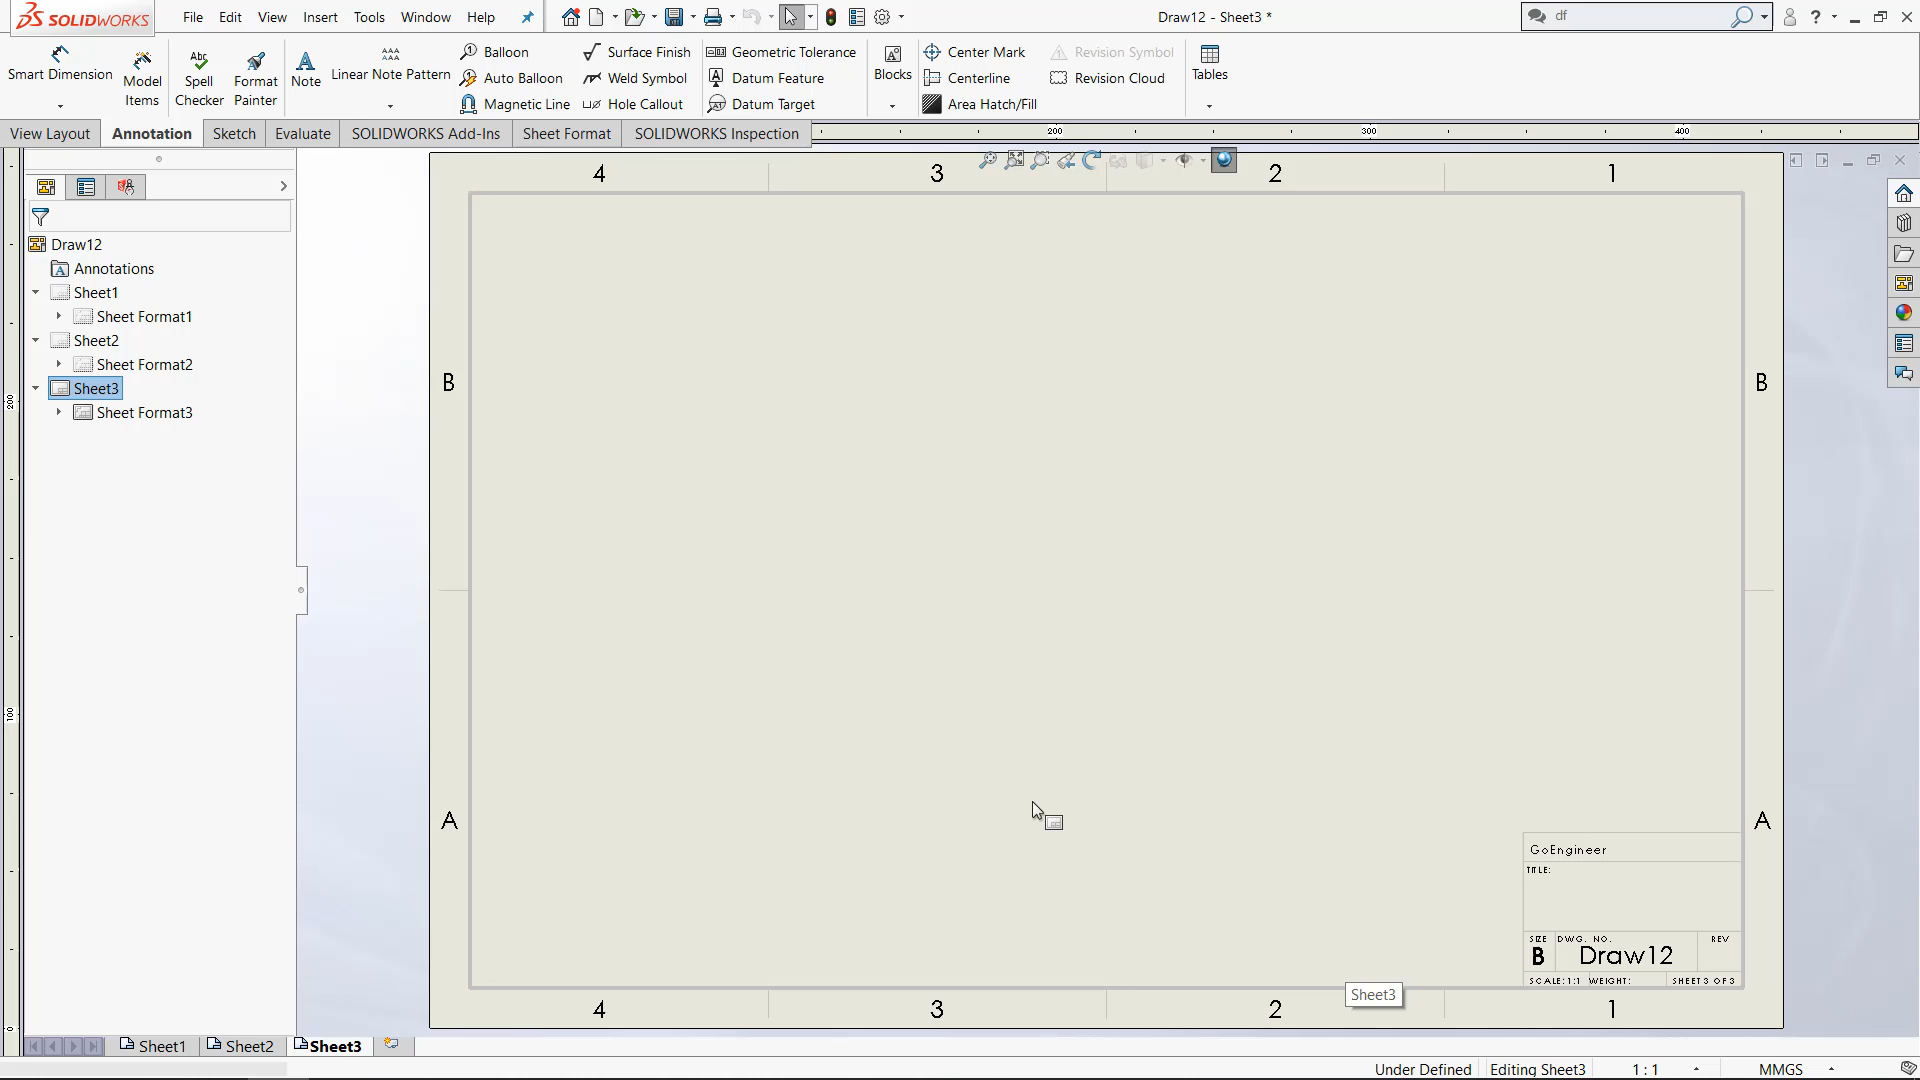 SOLIDWORKS
File Edit View Insert Tools Window Help
Draw12 - Sheet3 *
df
Smart Dimension
Model Items
Spell Checker
Format Painter
Note
Linear Note Pattern
Balloon
Auto Balloon
Magnetic Line
Surface Finish
Weld Symbol
Hole Callout
Geometric Tolerance
Datum Feature
Datum Target
Blocks
Center Mark
Centerline
Area Hatch/Fill
Revision Symbol
Revision Cloud
Tables
View Layout Annotation Sketch Evaluate SOLIDWORKS Add-Ins Sheet Format SOLIDWORKS Inspection
200 300 400
Draw12
Annotations
Sheet1
Sheet Format1
Sheet2
Sheet Format2
Sheet3
Sheet Format3
200
100
0
4 3 2 1
B B
A A
GoEngineer
TITLE:
SIZE DWG. NO. REV
B Draw12
SCALE:1:1 WEIGHT: SHEET 3 OF 3
Sheet3
4 3 2 1
Sheet1 Sheet2 Sheet3
Under Defined Editing Sheet3 1 : 1 MMGS